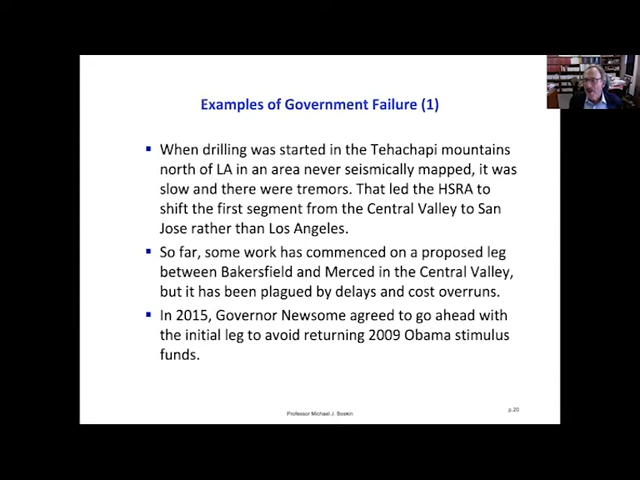 Examples of Government Failure (1)
▪ When drilling was started in the Tehachapi mountains
north of LA in an area never seismically mapped, it was
slow and there were tremors. That led the HSRA to
shift the first segment from the Central Valley to San
Jose rather than Los Angeles.
▪ So far, some work has commenced on a proposed leg
between Bakersfield and Merced in the Central Valley,
but it has been plagued by delays and cost overruns.
▪ In 2015, Governor Newsome agreed to go ahead with
the initial leg to avoid returning 2009 Obama stimulus
funds.
Professor Michael J. Boskin
p.20